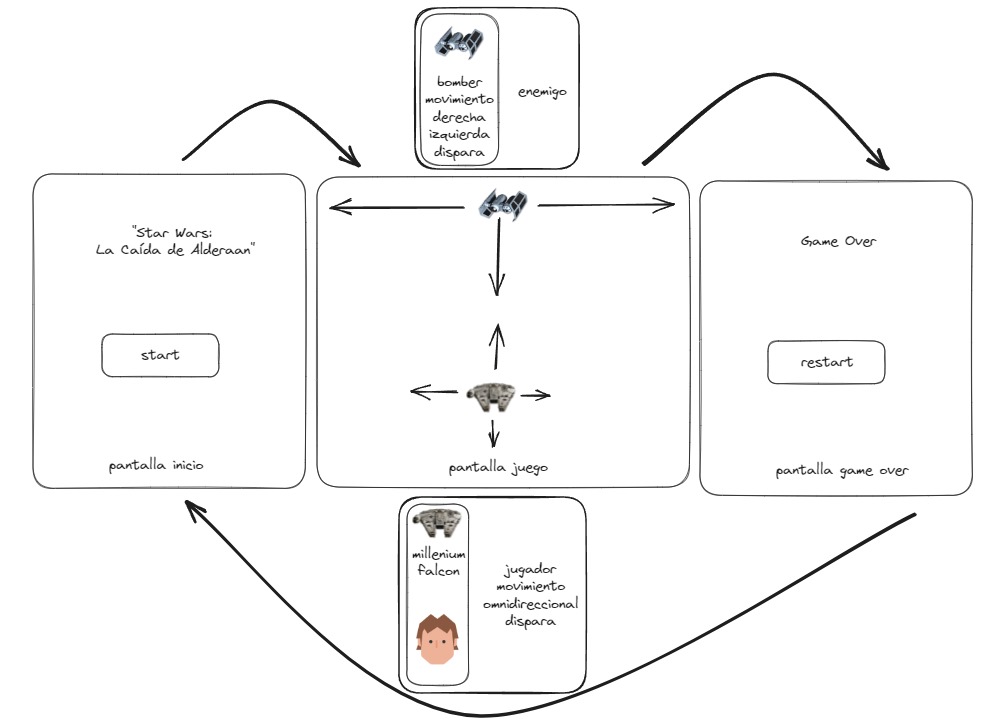 bomber
movimiento
derecha
izquierda
dispara
enemigo
"Star Wars:
La Caída de Alderaan"
start
pantalla inicio
pantalla juego
Game Over
restart
pantalla game over
millenium
falcon
jugador
movimiento
omnidireccional
dispara